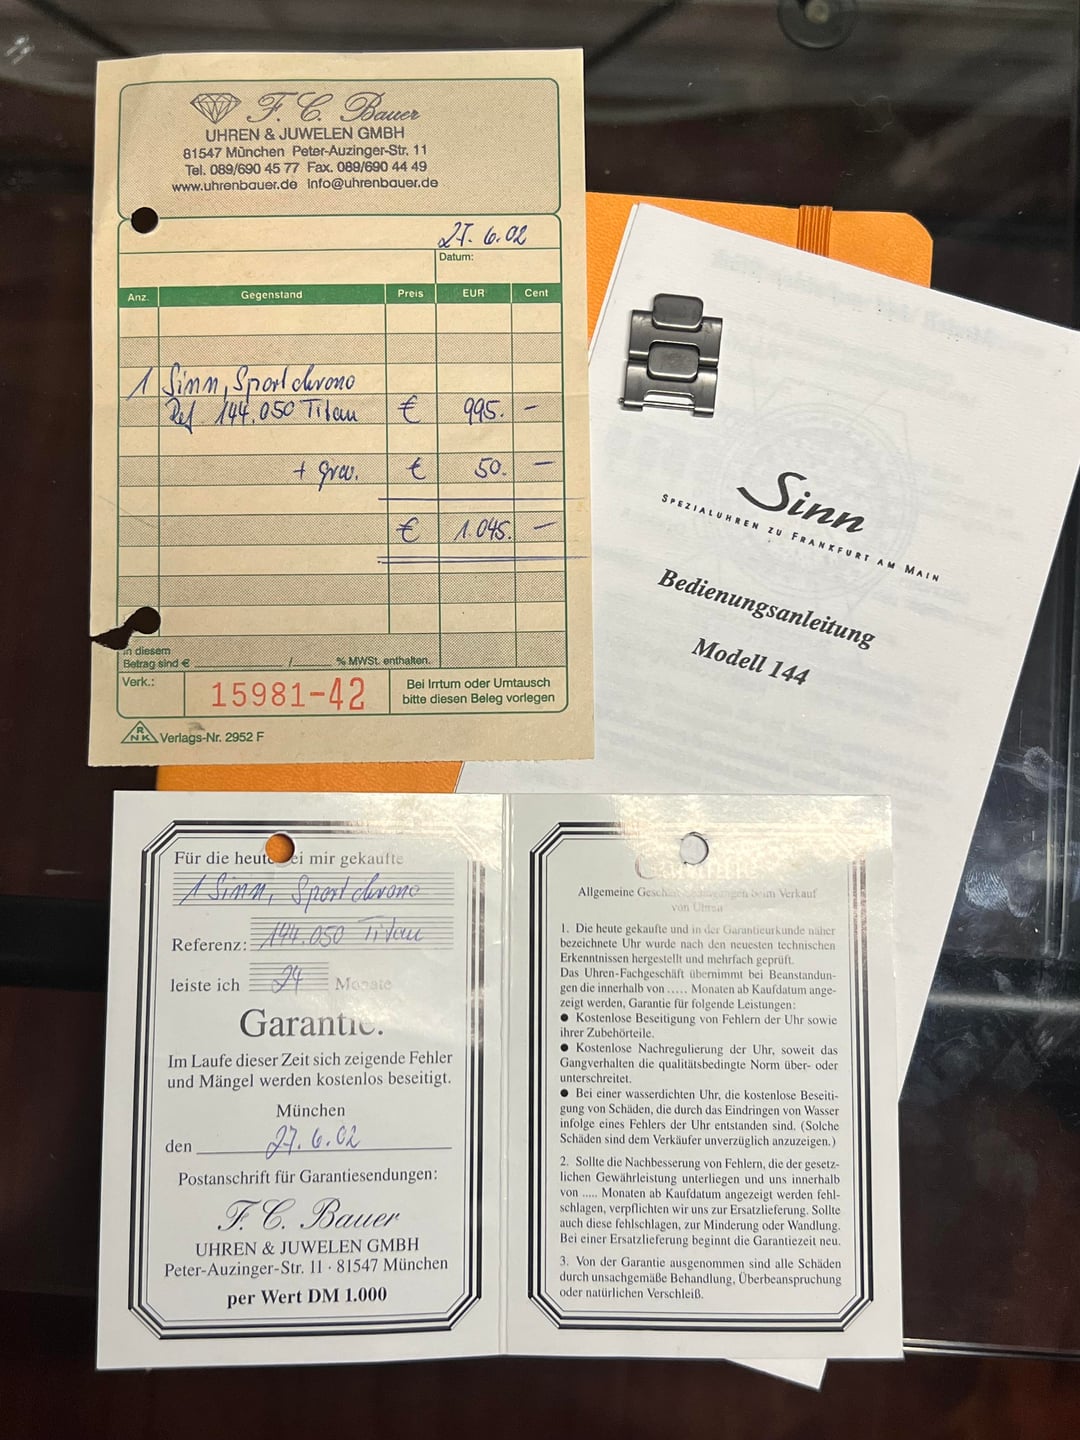 F. C. Bauer
UHREN & JUWELEN GMBH
81547 München Peter-Auzinger-Str. 11
Tel. 089/690 45 77 Fax. 089/690 44 49
www.uhrenbauer.de Info@uhrenbauer.de
27. 6. 02
Datum:
Anz. Gegenstand Preis EUR Cent
1 Sinn, Sportchrono
Ref 144.050 Titan € 995. —
+ Grav. € 50. —
€ 1.045. —
in diesem
Betrag sind € / % MWSt. enthalten.
Verk.: 15981-42
Bei Irrtum oder Umtausch
bitte diesen Beleg vorlegen
RNK Verlags-Nr. 2952 F
Sinn
SPEZIALUHREN ZU FRANKFURT AM MAIN
Bedienungsanleitung
Modell 144
Für die heute bei mir gekaufte
1 Sinn, Sportchrono
Referenz: 144.050 Titan
leiste ich 24 Monate
Garantie.
Im Laufe dieser Zeit sich zeigende Fehler
und Mängel werden kostenlos beseitigt.
München
den 27. 6. 02
Postanschrift für Garantiesendungen:
F. C. Bauer
UHREN & JUWELEN GMBH
Peter-Auzinger-Str. 11 · 81547 München
per Wert DM 1.000
Garantie
Allgemeine beim Verkauf
von Uhren
1. Die heute gekaufte und in der Garantieurkunde näher
bezeichnete Uhr wurde nach den neuesten technischen
Erkenntnissen hergestellt und mehrfach geprüft.
Das Uhren-Fachgeschäft übernimmt bei Beanstandun-
gen die innerhalb von ..... Monaten ab Kaufdatum ange-
zeigt werden, Garantie für folgende Leistungen:
● Kostenlose Beseitigung von Fehlern der Uhr sowie
ihrer Zubehörteile.
● Kostenlose Nachregulierung der Uhr, soweit das
Gangverhalten die qualitätsbedingte Norm über- oder
unterschreitet.
● Bei einer wasserdichten Uhr, die kostenlose Beseiti-
gung von Schäden, die durch das Eindringen von Wasser
infolge eines Fehlers der Uhr entstanden sind. (Solche
Schäden sind dem Verkäufer unverzüglich anzuzeigen.)
2. Sollte die Nachbesserung von Fehlern, die der gesetz-
lichen Gewährleistung unterliegen und uns innerhalb
von ..... Monaten ab Kaufdatum angezeigt werden fehl-
schlagen, verpflichten wir uns zur Ersatzlieferung. Sollte
auch diese fehlschlagen, zur Minderung oder Wandlung.
Bei einer Ersatzlieferung beginnt die Garantiezeit neu.
3. Von der Garantie ausgenommen sind alle Schäden
durch unsachgemäße Behandlung, Überbeanspruchung
oder natürlichen Verschleiß.